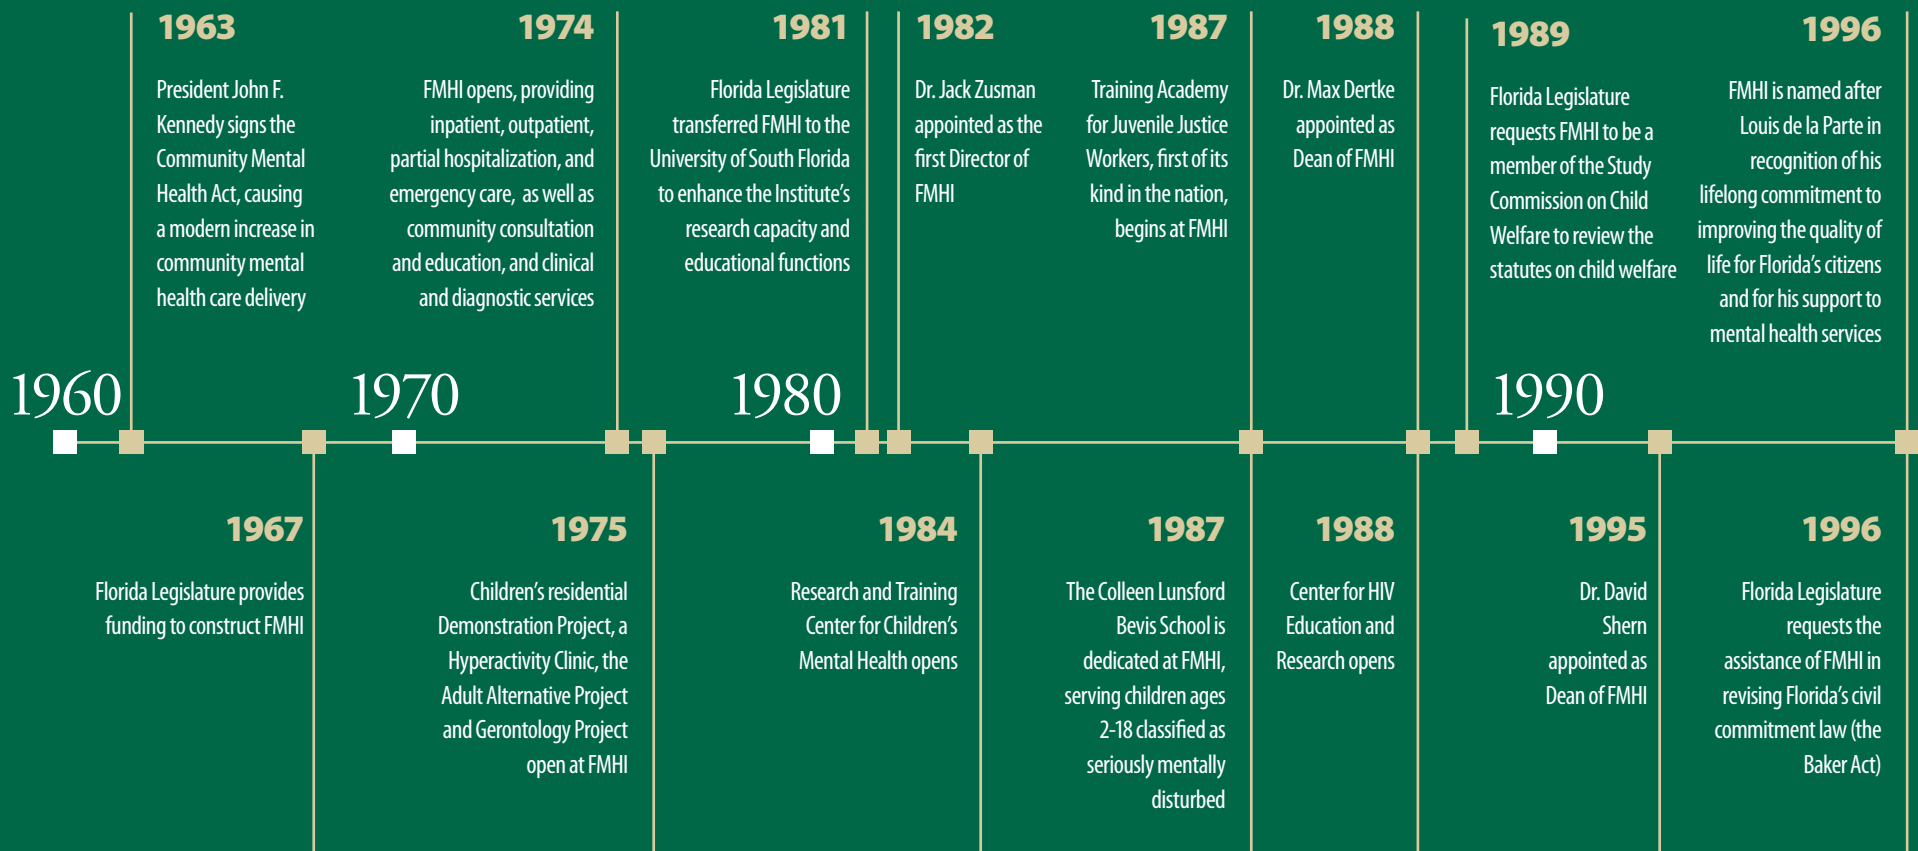 1963
President John F.
Kennedy signs the
Community Mental
Health Act, causing
a modern increase in
community mental
health care delivery
1974
FMHI opens, providing
inpatient, outpatient,
partial hospitalization, and
emergency care, as well as
community consultation
and education, and clinical
and diagnostic services
1981
Florida Legislature
transferred FMHI to the
University of South Florida
to enhance the Institute’s
research capacity and
educational functions
1982
Dr. Jack Zusman
appointed as the
first Director of
FMHI
1987
Training Academy
for Juvenile Justice
Workers, first of its
kind in the nation,
begins at FMHI
1988
Dr. Max Dertke
appointed as
Dean of FMHI
1989
Florida Legislature
requests FMHI to be a
member of the Study
Commission on Child
Welfare to review the
statutes on child welfare
1996
FMHI is named after
Louis de la Parte in
recognition of his
lifelong commitment to
improving the quality of
life for Florida’s citizens
and for his support to
mental health services
1960
1970
1980
1990
1967
Florida Legislature provides
funding to construct FMHI
1975
Children’s residential
Demonstration Project, a
Hyperactivity Clinic, the
Adult Alternative Project
and Gerontology Project
open at FMHI
1984
Research and Training
Center for Children’s
Mental Health opens
1987
The Colleen Lunsford
Bevis School is
dedicated at FMHI,
serving children ages
2-18 classified as
seriously mentally
disturbed
1988
Center for HIV
Education and
Research opens
1995
Dr. David
Shern
appointed as
Dean of FMHI
1996
Florida Legislature
requests the
assistance of FMHI in
revising Florida’s civil
commitment law (the
Baker Act)